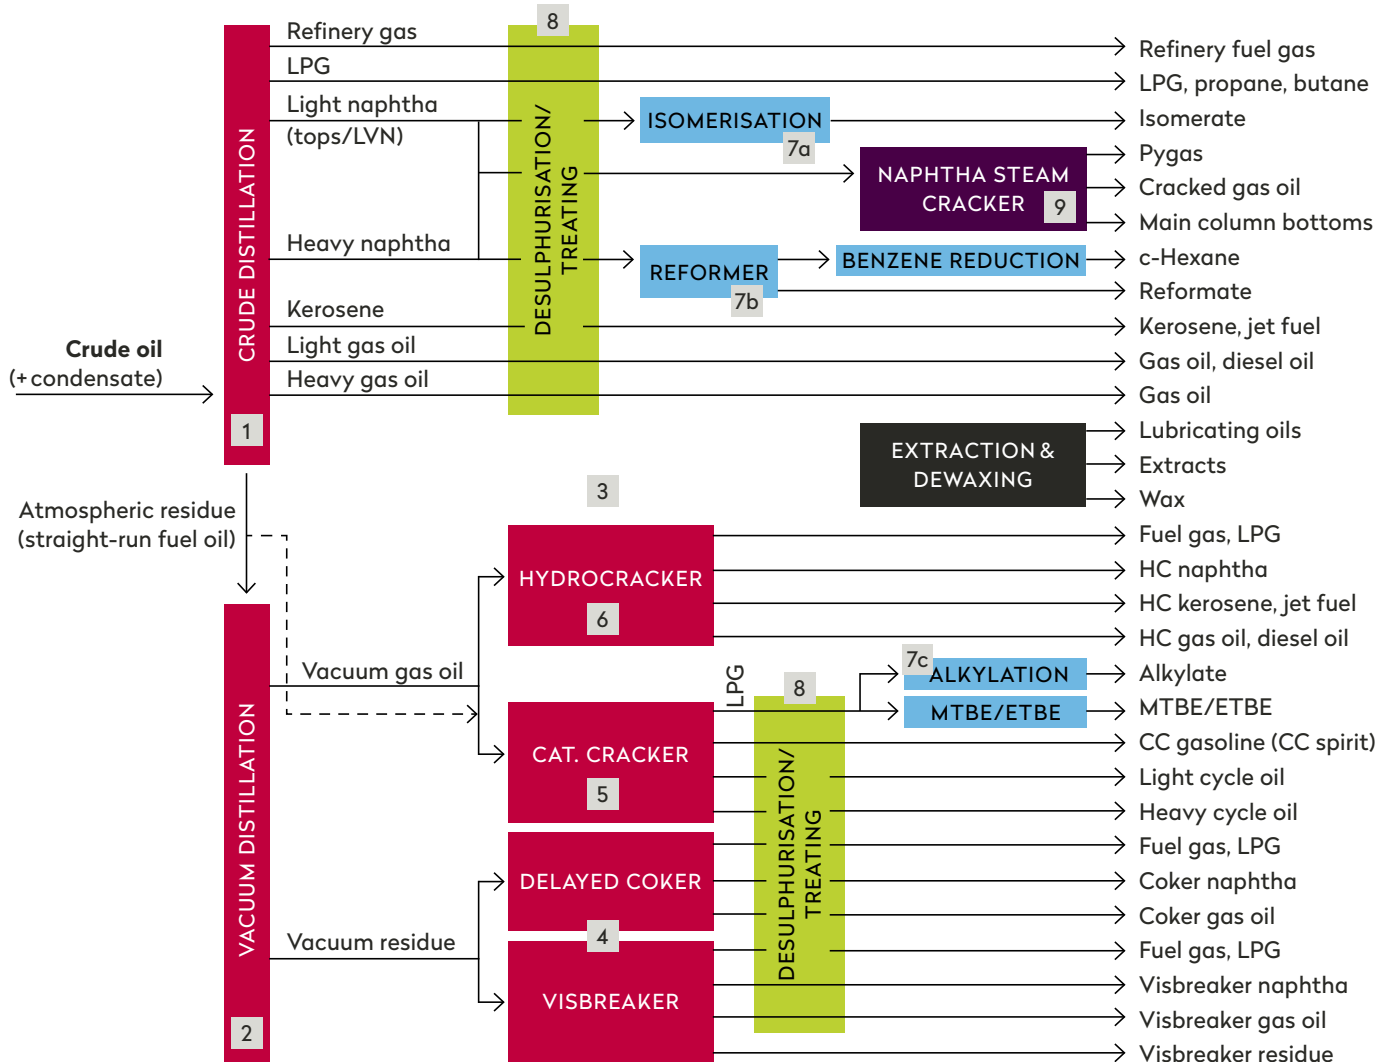 8
Refinery gas
Refinery fuel gas
LPG
LPG, propane, butane
Light naphtha
(tops/LVN)
ISOMERISATION
7a
Isomerate
Pygas
NAPHTHA STEAM
CRACKER
9
Cracked gas oil
Main column bottoms
CRUDE DISTILLATION
DESULPHURISATION/
TREATING
Heavy naphtha
REFORMER
7b
BENZENE REDUCTION
c-Hexane
Reformate
Kerosene
Kerosene, jet fuel
Crude oil
(+condensate)
Light gas oil
Gas oil, diesel oil
Heavy gas oil
Gas oil
1
EXTRACTION &
DEWAXING
Lubricating oils
Extracts
Wax
Atmospheric residue
(straight-run fuel oil)
3
HYDROCRACKER
6
Fuel gas, LPG
HC naphtha
HC kerosene, jet fuel
HC gas oil, diesel oil
Vacuum gas oil
LPG
8
7c
ALKYLATION
Alkylate
MTBE/ETBE
MTBE/ETBE
VACUUM DISTILLATION
CAT. CRACKER
5
CC gasoline (CC spirit)
Light cycle oil
Heavy cycle oil
DESULPHURISATION/
TREATING
DELAYED COKER
Fuel gas, LPG
Coker naphtha
Coker gas oil
Vacuum residue
4
VISBREAKER
Fuel gas, LPG
Visbreaker naphtha
Visbreaker gas oil
Visbreaker residue
2